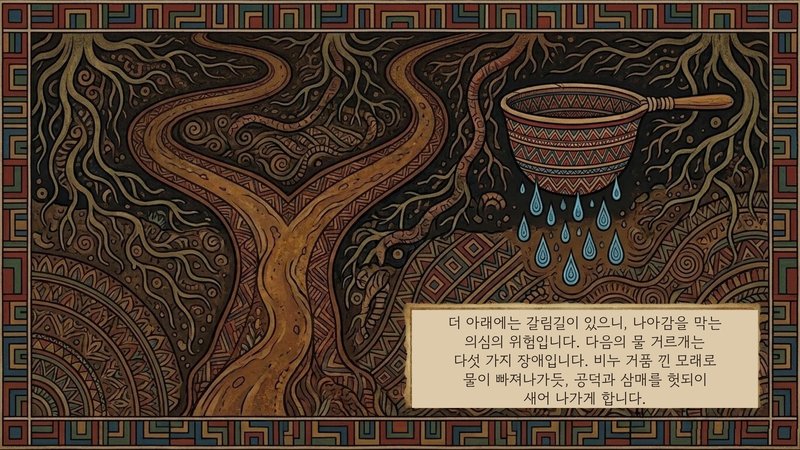 더 아래에는 갈림길이 있으니, 나아감을 막는
의심의 위험입니다. 다음의 물 거르개는
다섯 가지 장애입니다. 비누 거품 낀 모래로
물이 빠져나가듯, 공덕과 삼매를 헛되이
새어 나가게 합니다.